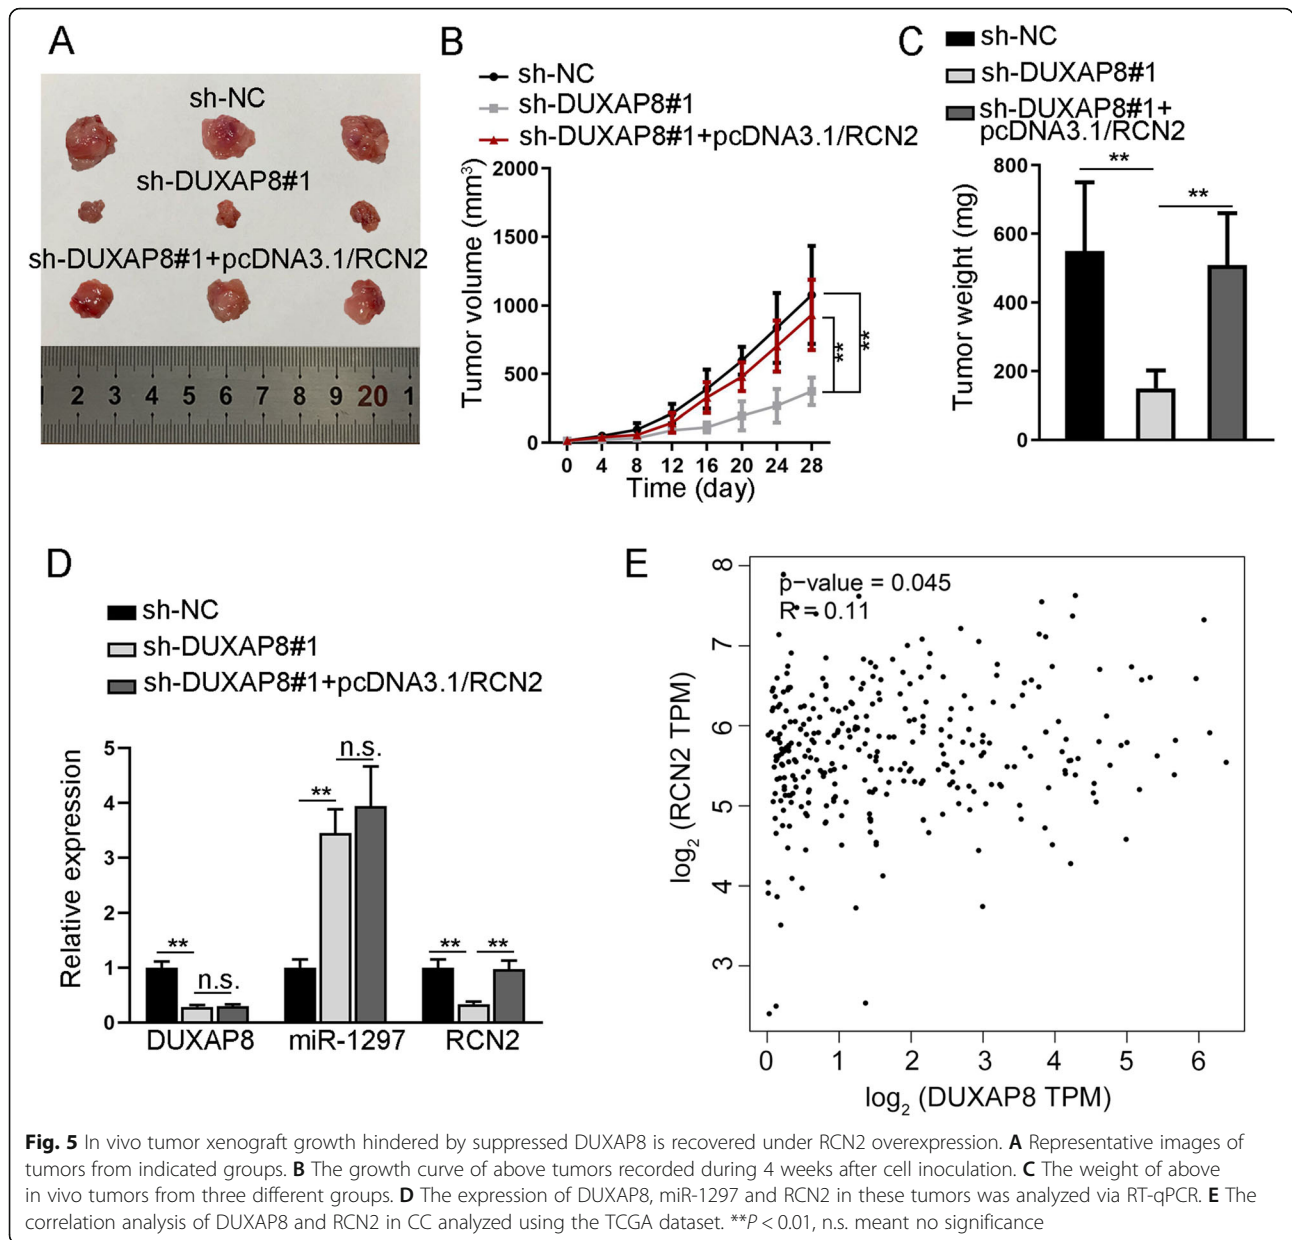 A
sh-NC
sh-DUXAP8#1
sh-DUXAP8#1+pcDNA3.1/RCN2
2 3 4 5 6 7 8 9 20 1
B
sh-NC
sh-DUXAP8#1
sh-DUXAP8#1+pcDNA3.1/RCN2
Tumor volume (mm³)
2000
1500
1000
500
0
0 4 8 12 16 20 24 28
Time (day)
**
**
C
sh-NC
sh-DUXAP8#1
sh-DUXAP8#1+
pcDNA3.1/RCN2
Tumor weight (mg)
800
600
400
200
0
**
**
D
sh-NC
sh-DUXAP8#1
sh-DUXAP8#1+pcDNA3.1/RCN2
Relative expression
5
4
3
2
1
0
**
n.s.
**
n.s.
**
**
DUXAP8 miR-1297 RCN2
E
p-value = 0.045
R = 0.11
log₂ (RCN2 TPM)
8
7
6
5
4
3
0 1 2 3 4 5 6
log₂ (DUXAP8 TPM)
Fig. 5 In vivo tumor xenograft growth hindered by suppressed DUXAP8 is recovered under RCN2 overexpression. A Representative images of
tumors from indicated groups. B The growth curve of above tumors recorded during 4 weeks after cell inoculation. C The weight of above
in vivo tumors from three different groups. D The expression of DUXAP8, miR-1297 and RCN2 in these tumors was analyzed via RT-qPCR. E The
correlation analysis of DUXAP8 and RCN2 in CC analyzed using the TCGA dataset. **P < 0.01, n.s. meant no significance